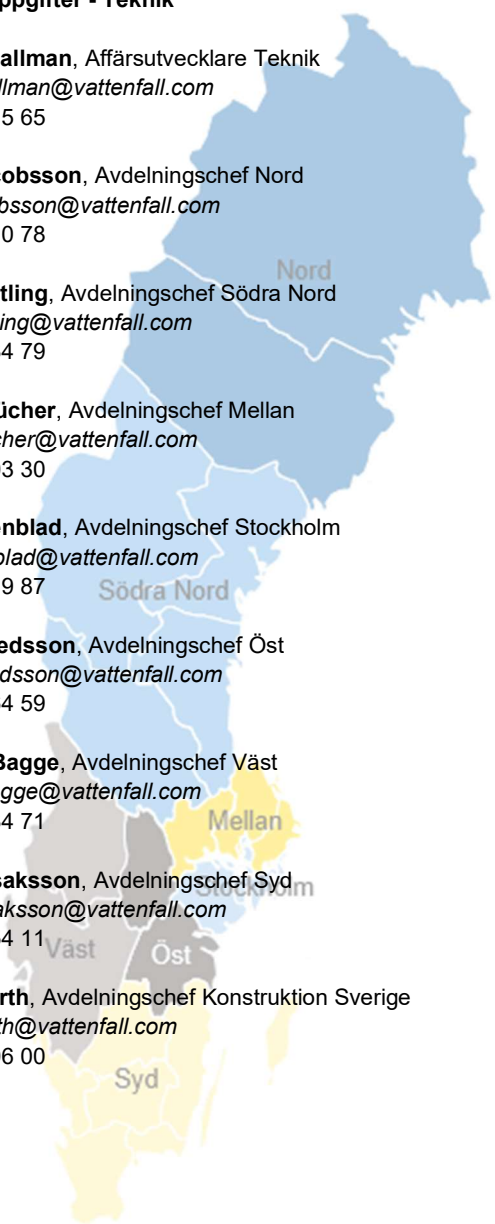 ppgifter - Teknik
allman, Affärsutvecklare Teknik
llman@vattenfall.com
5 65
obsson, Avdelningschef Nord
bsson@vattenfall.com
0 78
Nord
tling, Avdelningschef Södra Nord
ing@vattenfall.com
4 79
ücher, Avdelningschef Mellan
cher@vattenfall.com
3 30
enblad, Avdelningschef Stockholm
blad@vattenfall.com
9 87
Södra Nord
edsson, Avdelningschef Öst
dsson@vattenfall.com
4 59
Bagge, Avdelningschef Väst
gge@vattenfall.com
4 71
Mellan
saksson, Avdelningschef Syd
Stockholm
aksson@vattenfall.com
4 11
Väst
Öst
rth, Avdelningschef Konstruktion Sverige
th@vattenfall.com
06 00
Syd